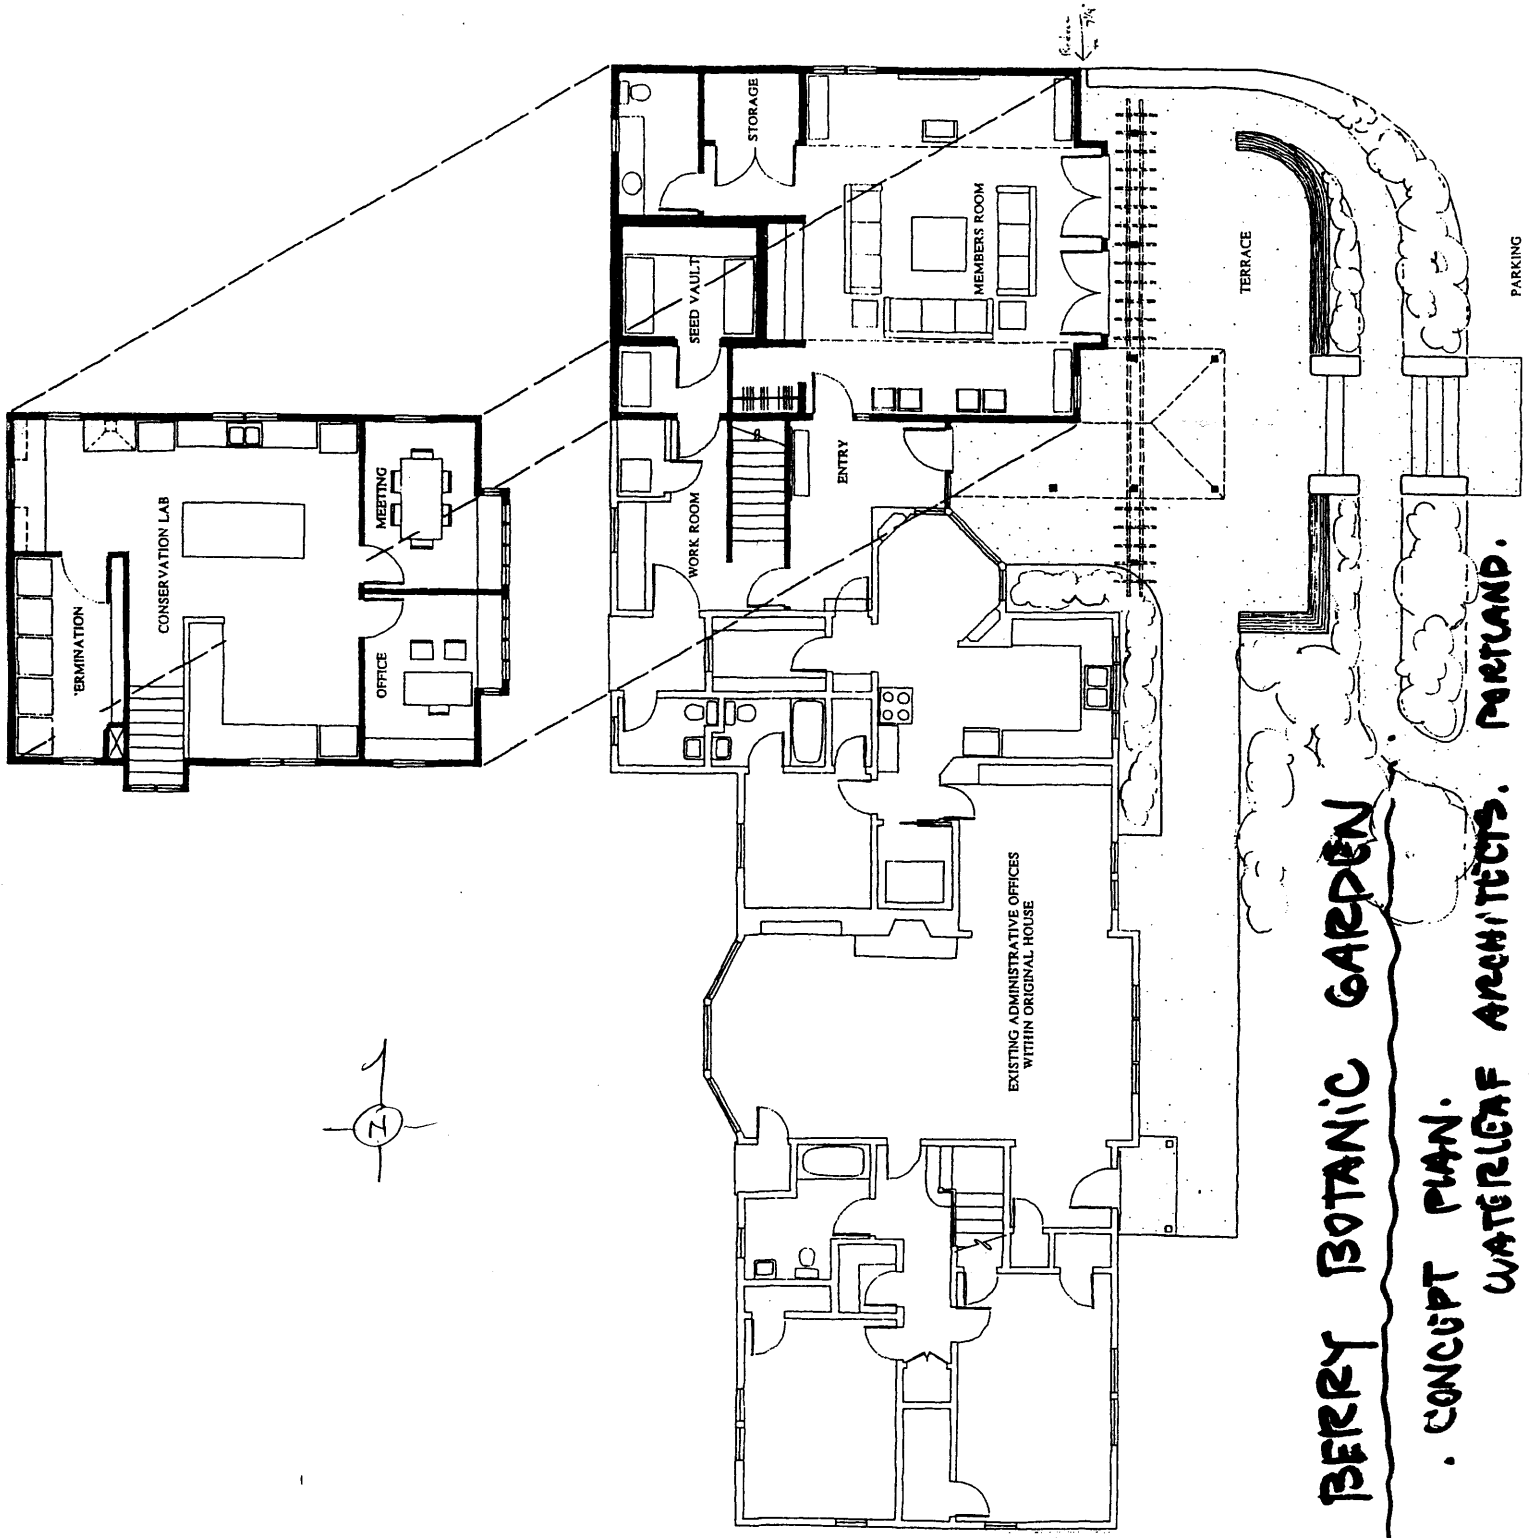 STORAGE
SEED VAULT
MEMBERS ROOM
TERRACE
PARKING
ENTRY
WORK ROOM
MEETING
CONSERVATION LAB
ERMINATION
OFFICE
EXISTING ADMINISTRATIVE OFFICES
WITHIN ORIGINAL HOUSE
N
BERRY BOTANIC GARDEN
. CONCEPT PLAN.
WATERLEAF ARCHITECTS. PORTLAND.